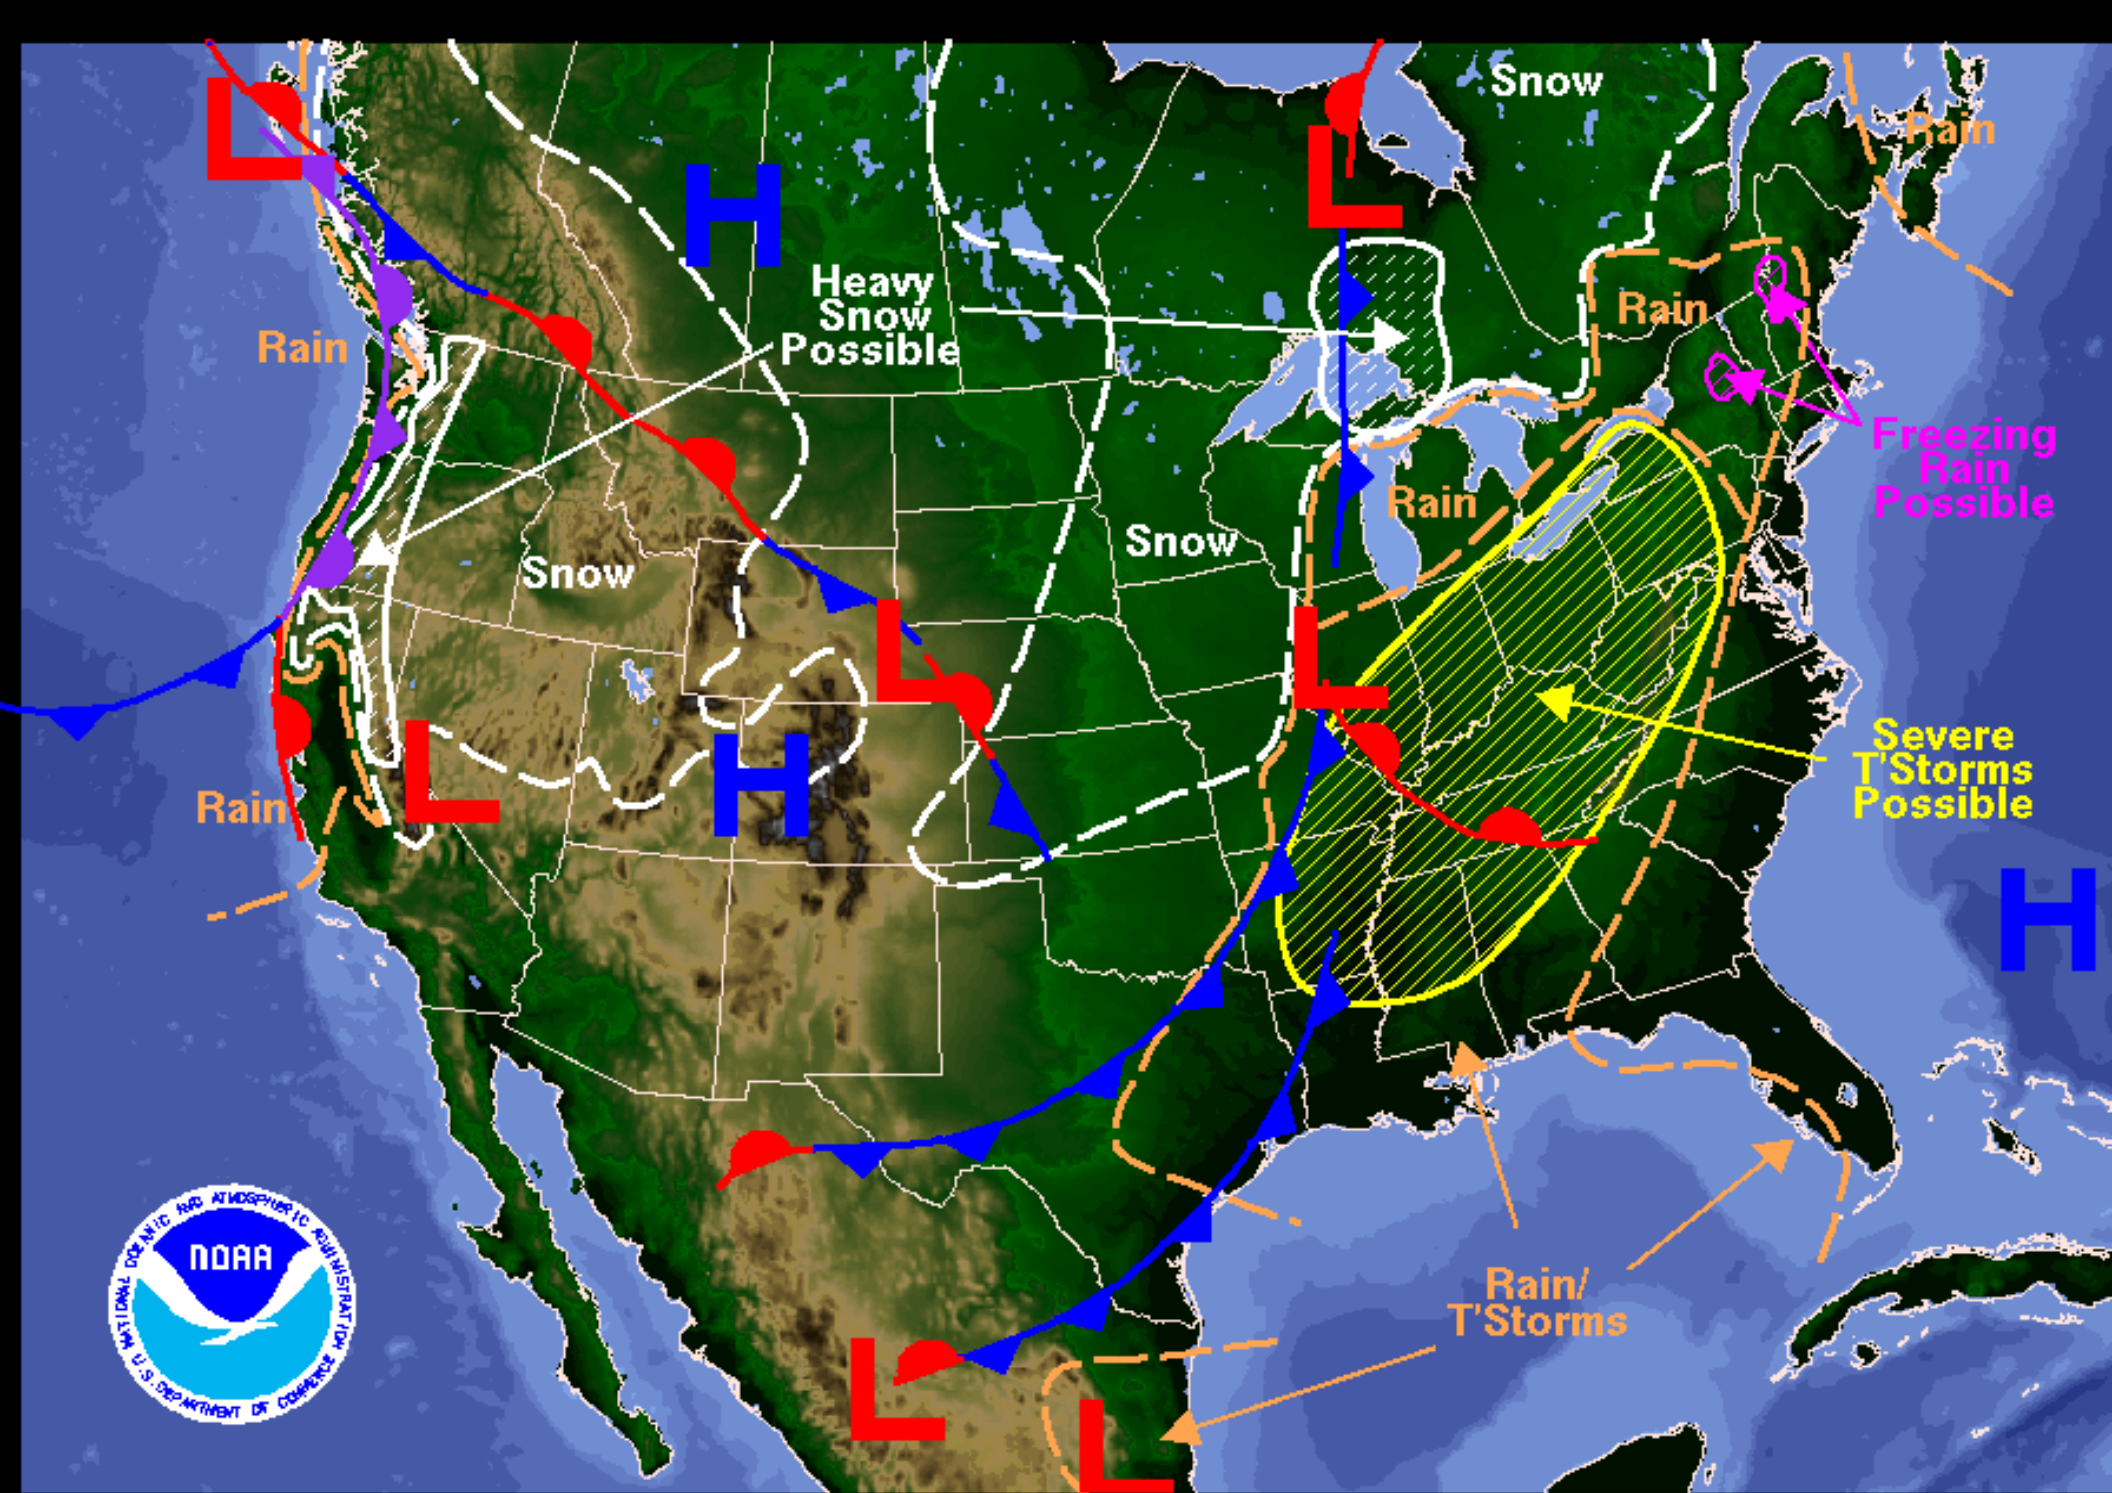 Snow
Rain
H
L
L
Heavy
Snow
Possible
Rain
Rain
Rain
Freezing
Rain
Possible
Snow
Snow
L
L
Severe
T'Storms
Possible
Rain
L
H
H
NOAA
NATIONAL OCEANIC AND ATMOSPHERIC ADMINISTRATION
U.S. DEPARTMENT OF COMMERCE
Rain/
T'Storms
L
L